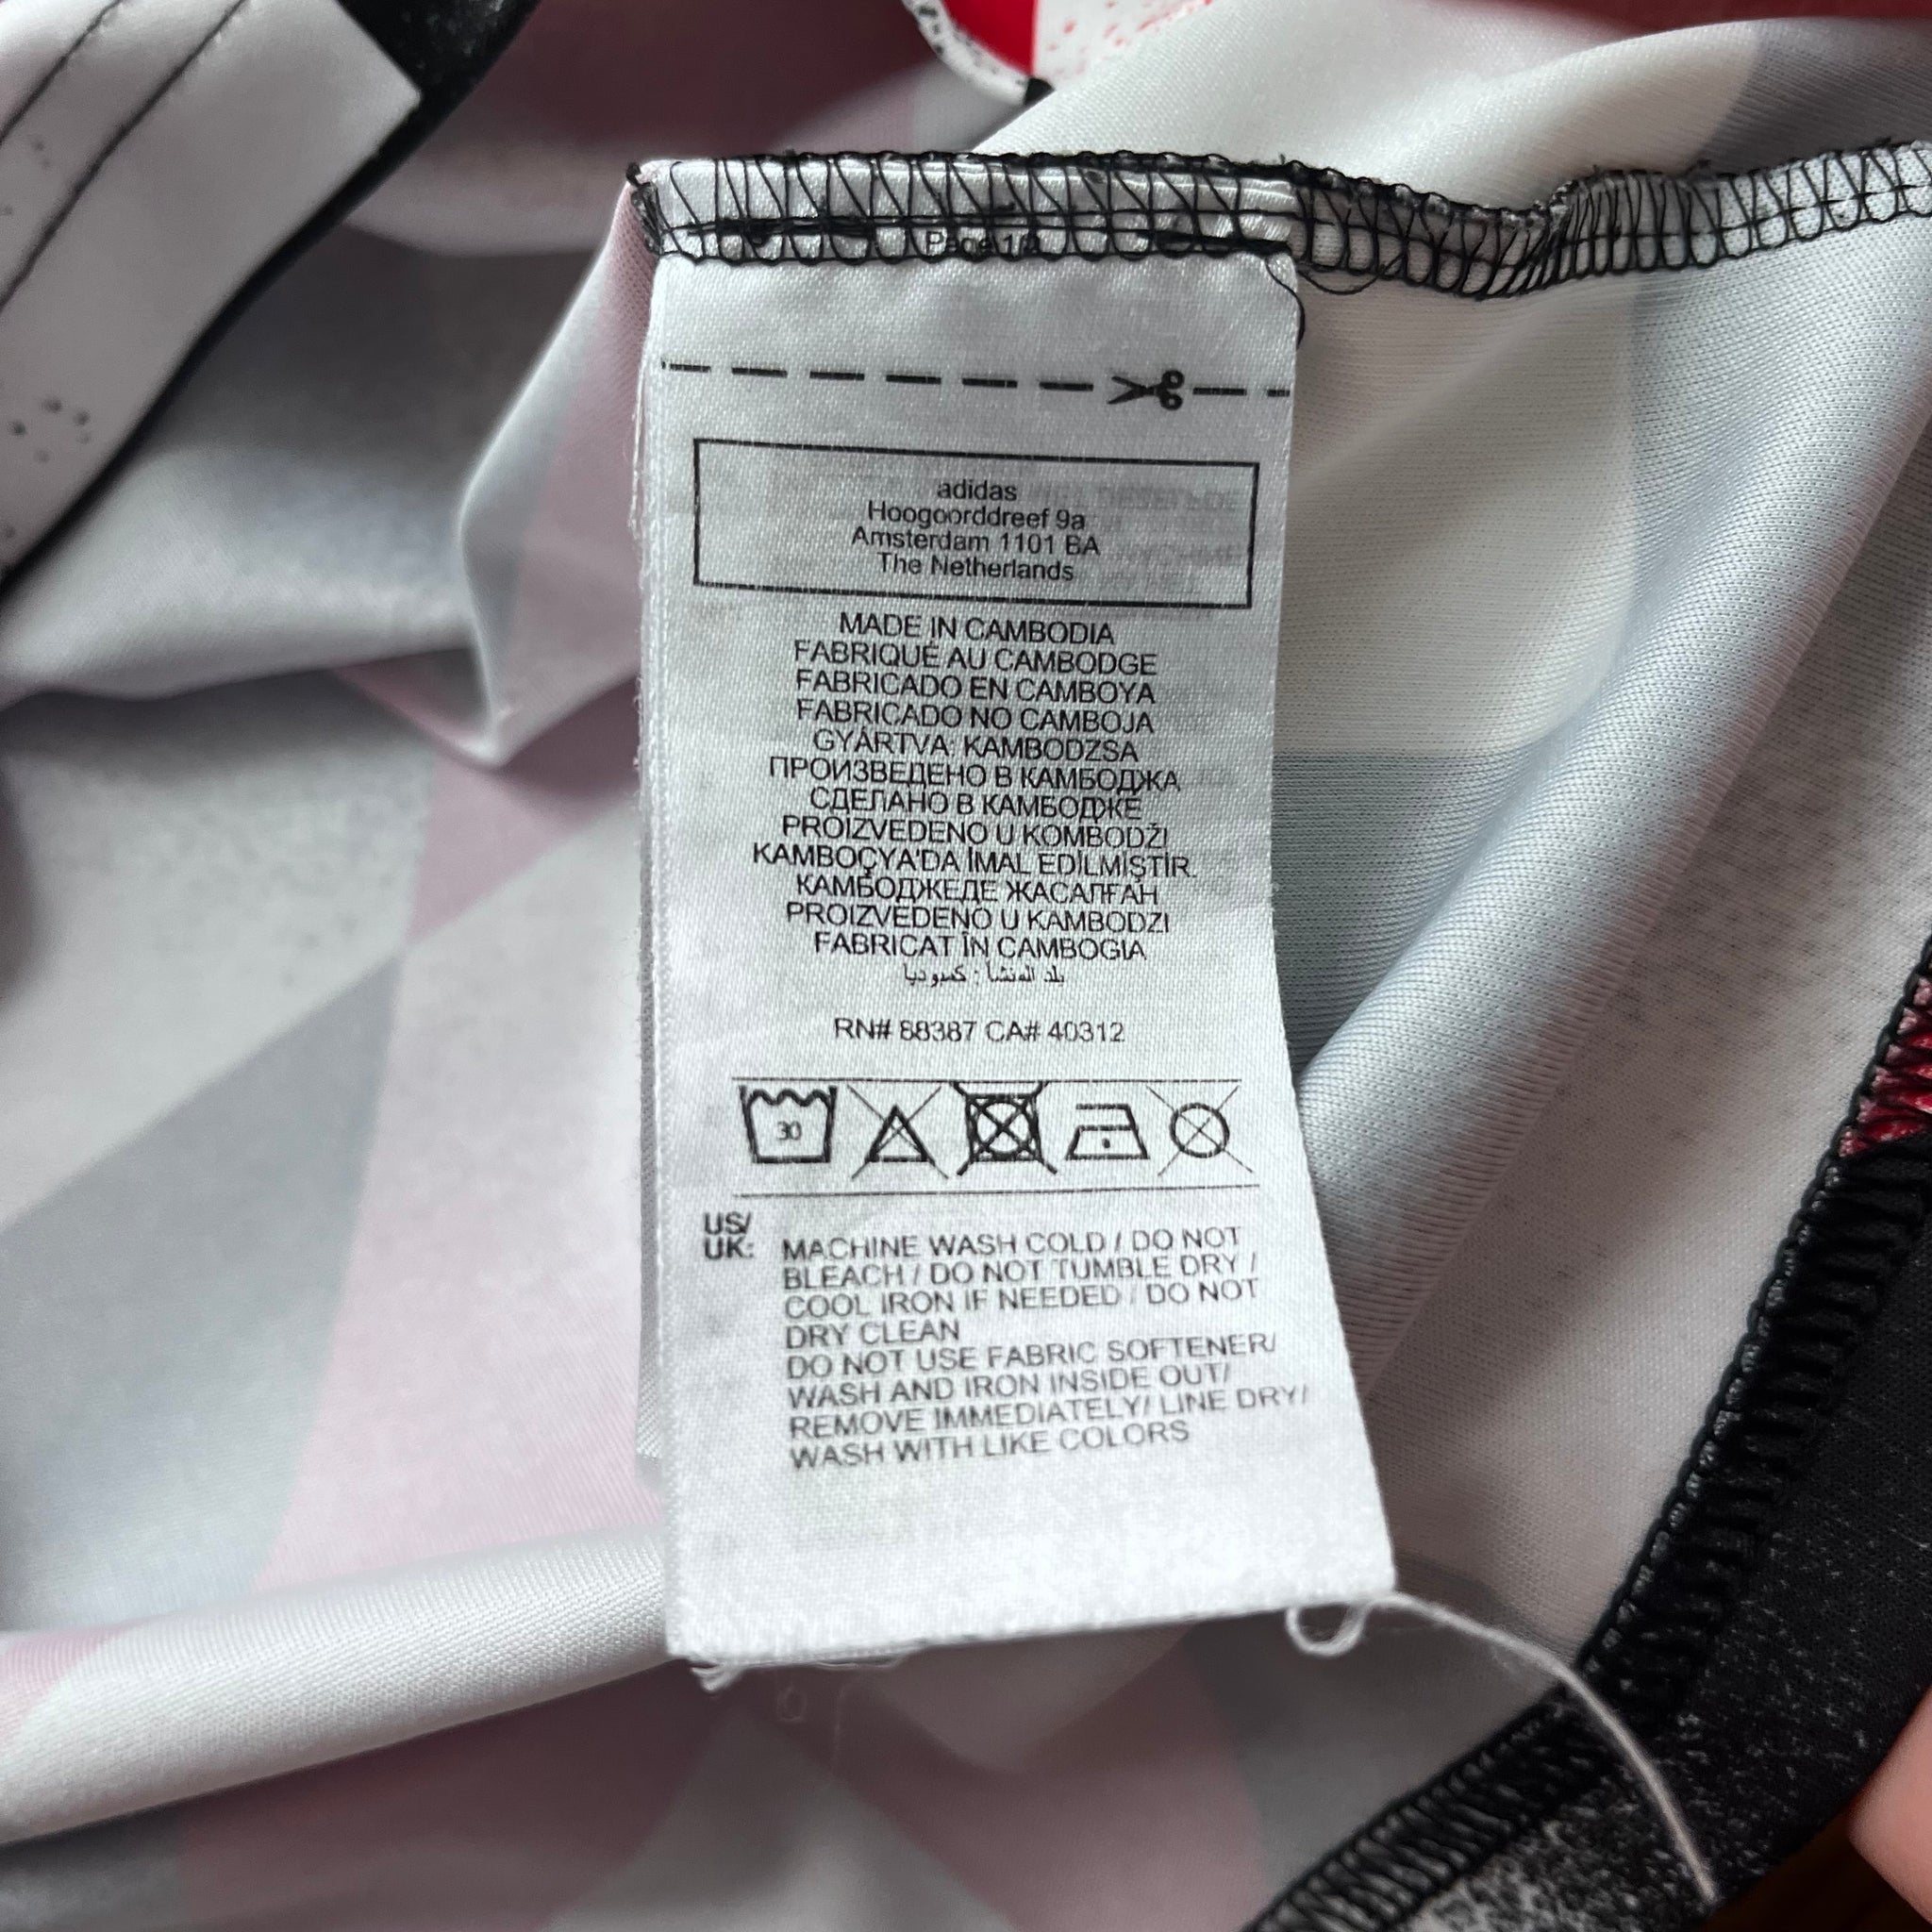 Page 1/2
adidas
Hoogoorddreef 9a
Amsterdam 1101 BA
The Netherlands
MADE IN CAMBODIA
FABRIQUÉ AU CAMBODGE
FABRICADO EN CAMBOYA
FABRICADO NO CAMBOJA
GYÁRTVA: KAMBODZSA
ПРОИЗВЕДЕНО В КАМБОДЖА
СДЕЛАНО В КАМБОДЖЕ
PROIZVEDENO U KOMBODŽI
KAMBOÇYA'DA İMAL EDİLMİŞTİR.
КАМБОДЖЕДЕ ЖАСАЛҒАН
PROIZVEDENO U KAMBODZI
FABRICAT ÎN CAMBOGIA
بلد المنشأ : كمبوديا
RN# 88387 CA# 40312
30
US/
UK:
MACHINE WASH COLD / DO NOT
BLEACH / DO NOT TUMBLE DRY /
COOL IRON IF NEEDED / DO NOT
DRY CLEAN
DO NOT USE FABRIC SOFTENER/
WASH AND IRON INSIDE OUT/
REMOVE IMMEDIATELY/ LINE DRY/
WASH WITH LIKE COLORS